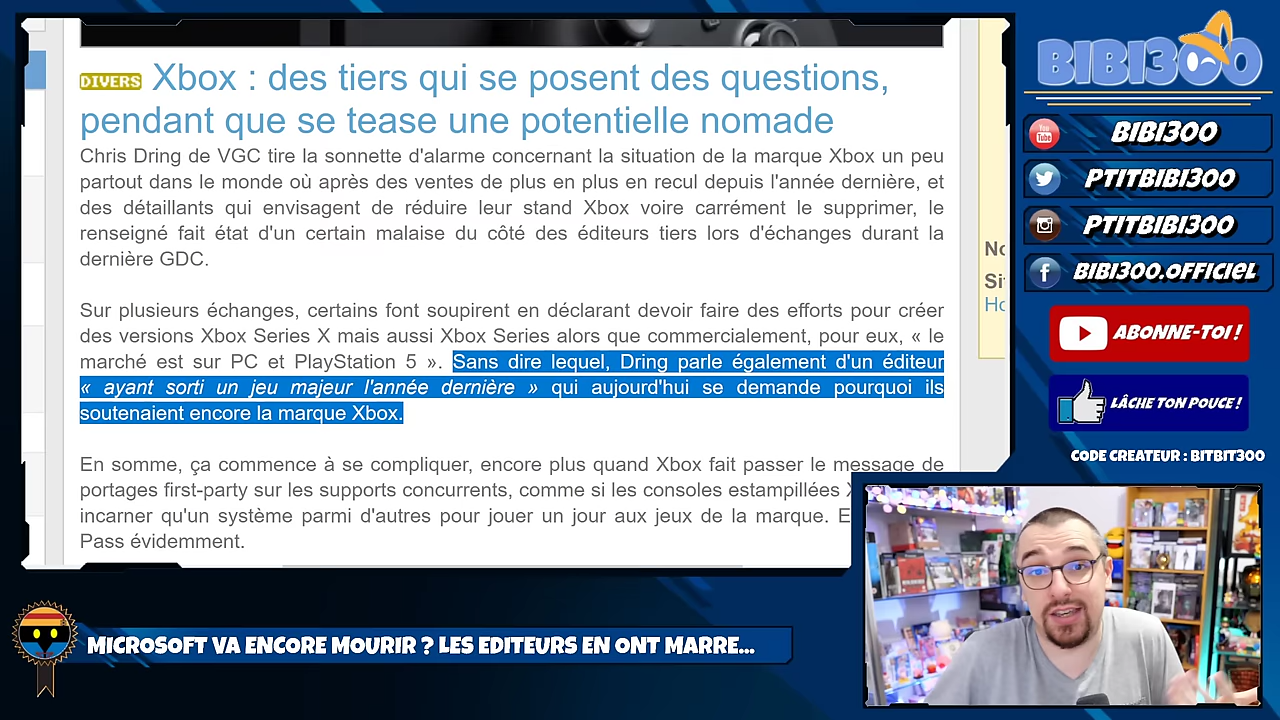 DIVERS Xbox : des tiers qui se posent des questions,
pendant que se tease une potentielle nomade
Chris Dring de VGC tire la sonnette d'alarme concernant la situation de la marque Xbox un peu
partout dans le monde où après des ventes de plus en plus en recul depuis l'année dernière, et
des détaillants qui envisagent de réduire leur stand Xbox voire carrément le supprimer, le
renseigné fait état d'un certain malaise du côté des éditeurs tiers lors d'échanges durant la
dernière GDC.
Sur plusieurs échanges, certains font soupirent en déclarant devoir faire des efforts pour créer
des versions Xbox Series X mais aussi Xbox Series alors que commercialement, pour eux, « le
marché est sur PC et PlayStation 5 ». Sans dire lequel, Dring parle également d'un éditeur
« ayant sorti un jeu majeur l'année dernière » qui aujourd'hui se demande pourquoi ils
soutenaient encore la marque Xbox.
En somme, ça commence à se compliquer, encore plus quand Xbox fait passer le message de
portages first-party sur les supports concurrents, comme si les consoles estampillées
incarner qu'un système parmi d'autres pour jouer un jour aux jeux de la marque.
Pass évidemment.
BIBI300
You Tube
BIBI300
PTITBIBI300
PTITBIBI300
BIBI300.OFFICIEL
ABONNE-TOI !
LÂCHE TON POUCE !
CODE CREATEUR : BITBIT300
MICROSOFT VA ENCORE MOURIR ? LES EDITEURS EN ONT MARRE...